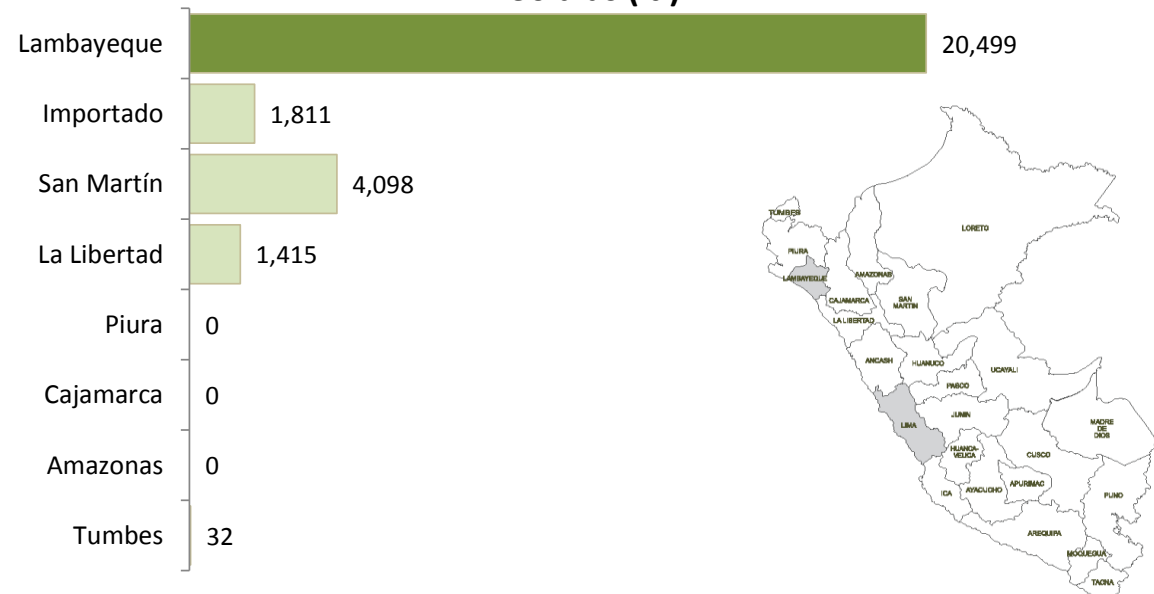 Lambayeque
20,499
Importado
1,811
San Martín
4,098
La Libertad
1,415
Piura
0
Cajamarca
0
Amazonas
0
Tumbes
32
TUMBES
PIURA
LORETO
LAMBAYEQUE
AMAZONAS
CAJAMARCA
SAN
MARTIN
LA LIBERTAD
ANCASH
HUANUCO
UCAYALI
PASCO
LIMA
JUNIN
MADRE
DE
DIOS
HUANCA-
VELICA
CUSCO
ICA
AYACUCHO
APURIMAC
PUNO
AREQUIPA
MOQUEGUA
TACNA